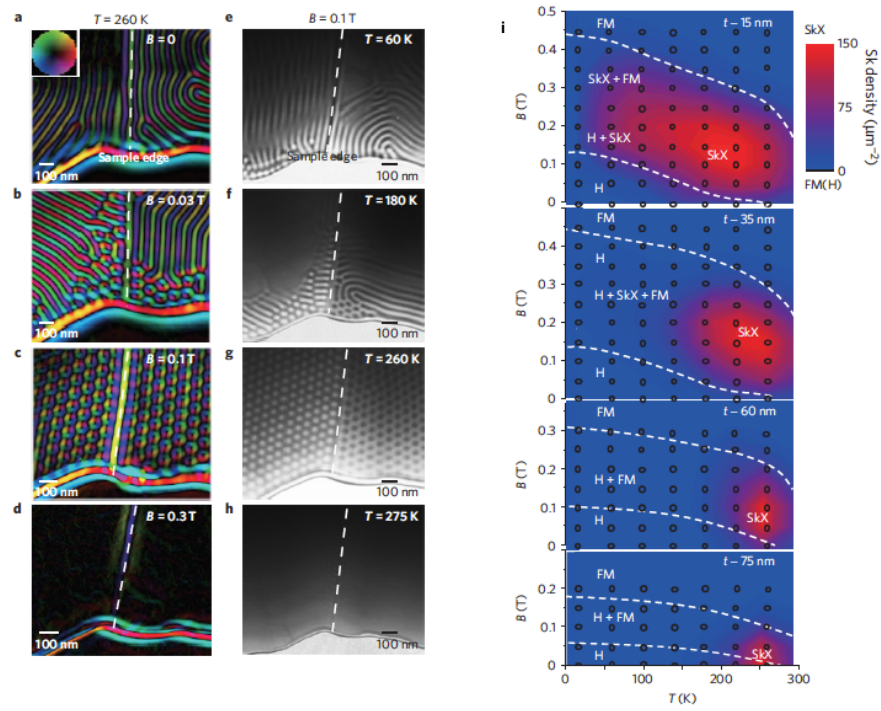 a
T = 260 K
B = 0
Sample edge
100 nm
b
B = 0.03 T
100 nm
c
B = 0.1 T
100 nm
d
B = 0.3 T
100 nm
e
B = 0.1 T
T = 60 K
Sample edge
100 nm
f
T = 180 K
100 nm
g
T = 260 K
100 nm
h
T = 275 K
100 nm
i
0.5
0.4
0.3
0.2
0.1
0
B (T)
FM
t – 15 nm
SkX + FM
H + SkX
SkX
H
SkX
150
75
0
FM(H)
Sk density (μm⁻²)
0.4
0.3
0.2
0.1
0
B (T)
FM
t – 35 nm
H
H + SkX + FM
SkX
H
0.3
0.2
0.1
0
B (T)
FM
t – 60 nm
H + FM
SkX
H
0.2
0.1
0
B (T)
t – 75 nm
FM
H + FM
SkX
H
0
100
200
300
T (K)